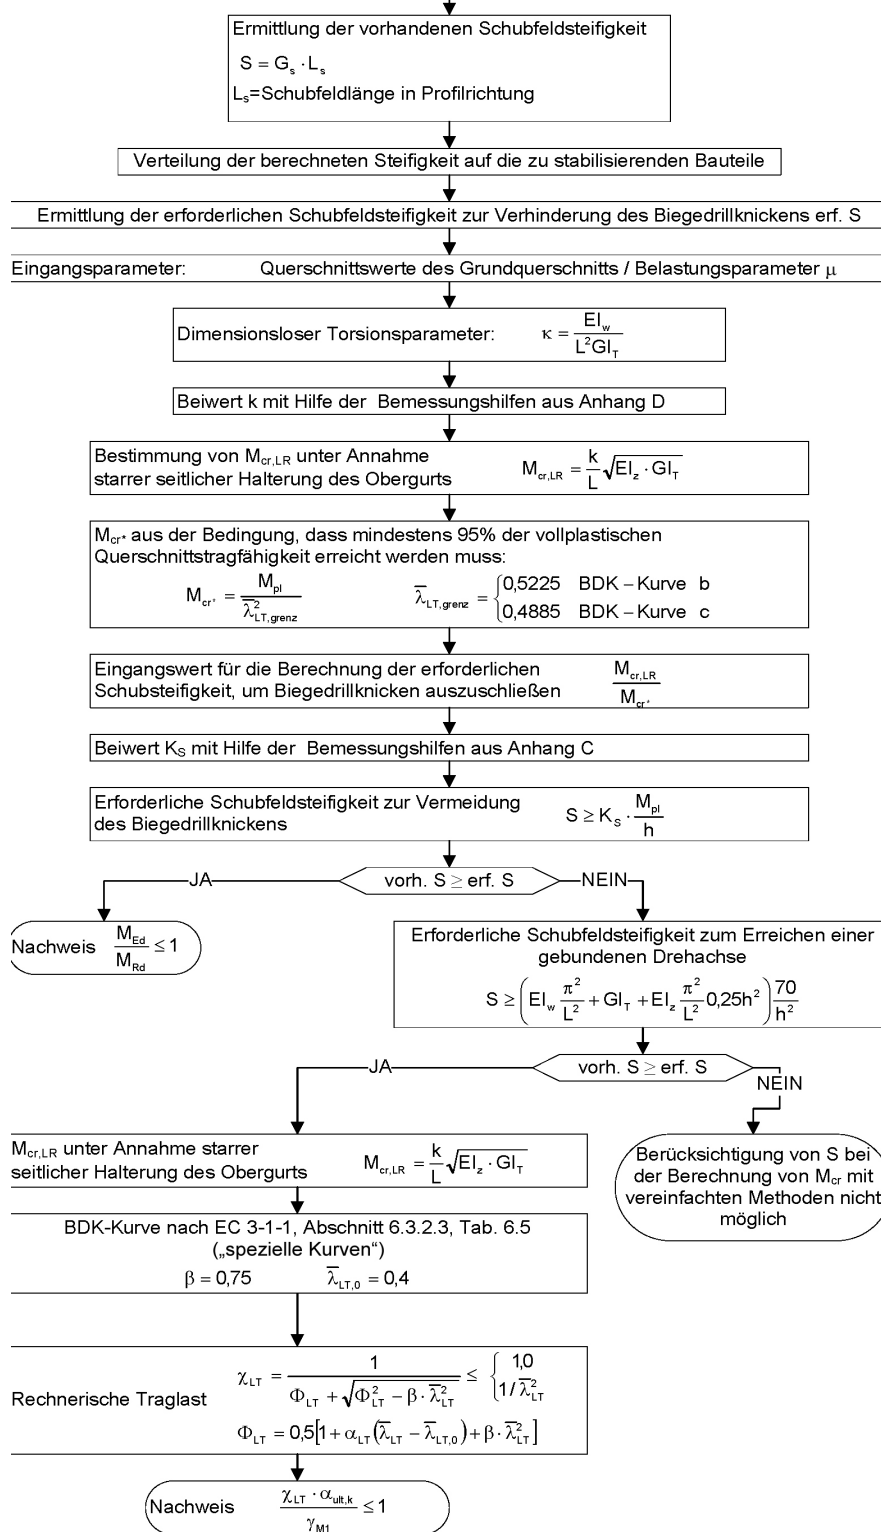 Ermittlung der vorhandenen Schubfeldsteifigkeit
S = G_s · L_s
L_s=Schubfeldlänge in Profilrichtung
Verteilung der berechneten Steifigkeit auf die zu stabilisierenden Bauteile
Ermittlung der erforderlichen Schubfeldsteifigkeit zur Verhinderung des Biegedrillknickens erf. S
Eingangsparameter: Querschnittswerte des Grundquerschnitts / Belastungsparameter μ
Dimensionsloser Torsionsparameter: κ = EI_w / L²GI_T
Beiwert k mit Hilfe der Bemessungshilfen aus Anhang D
Bestimmung von M_cr,LR unter Annahme
starrer seitlicher Halterung des Obergurts M_cr,LR = k/L √(EI_z · GI_T)
M_cr* aus der Bedingung, dass mindestens 95% der vollplastischen
Querschnittstragfähigkeit erreicht werden muss:
M_cr* = M_pl / λ̅²_LT,grenz λ̅_LT,grenz = { 0,5225 BDK – Kurve b
0,4885 BDK – Kurve c
Eingangswert für die Berechnung der erforderlichen
Schubsteifigkeit, um Biegedrillknicken auszuschließen M_cr,LR / M_cr*
Beiwert K_S mit Hilfe der Bemessungshilfen aus Anhang C
Erforderliche Schubfeldsteifigkeit zur Vermeidung
des Biegedrillknickens S ≥ K_S · M_pl / h
JA vorh. S ≥ erf. S NEIN
Nachweis M_Ed / M_Rd ≤ 1
Erforderliche Schubfeldsteifigkeit zum Erreichen einer
gebundenen Drehachse
S ≥ (EI_w π²/L² + GI_T + EI_z π²/L² 0,25h²) 70/h²
JA vorh. S ≥ erf. S
NEIN
M_cr,LR unter Annahme starrer
seitlicher Halterung des Obergurts M_cr,LR = k/L √(EI_z · GI_T)
Berücksichtigung von S bei
der Berechnung von M_cr mit
vereinfachten Methoden nicht
möglich
BDK-Kurve nach EC 3-1-1, Abschnitt 6.3.2.3, Tab. 6.5
(„spezielle Kurven“)
β = 0,75 λ̅_LT,0 = 0,4
Rechnerische Traglast
χ_LT = 1 / (Φ_LT + √(Φ²_LT – β · λ̅²_LT)) ≤ { 1,0
1/λ̅²_LT
Φ_LT = 0,5[1 + α_LT(λ̅_LT – λ̅_LT,0) + β · λ̅²_LT]
Nachweis χ_LT · α_ult,k / γ_M1 ≤ 1